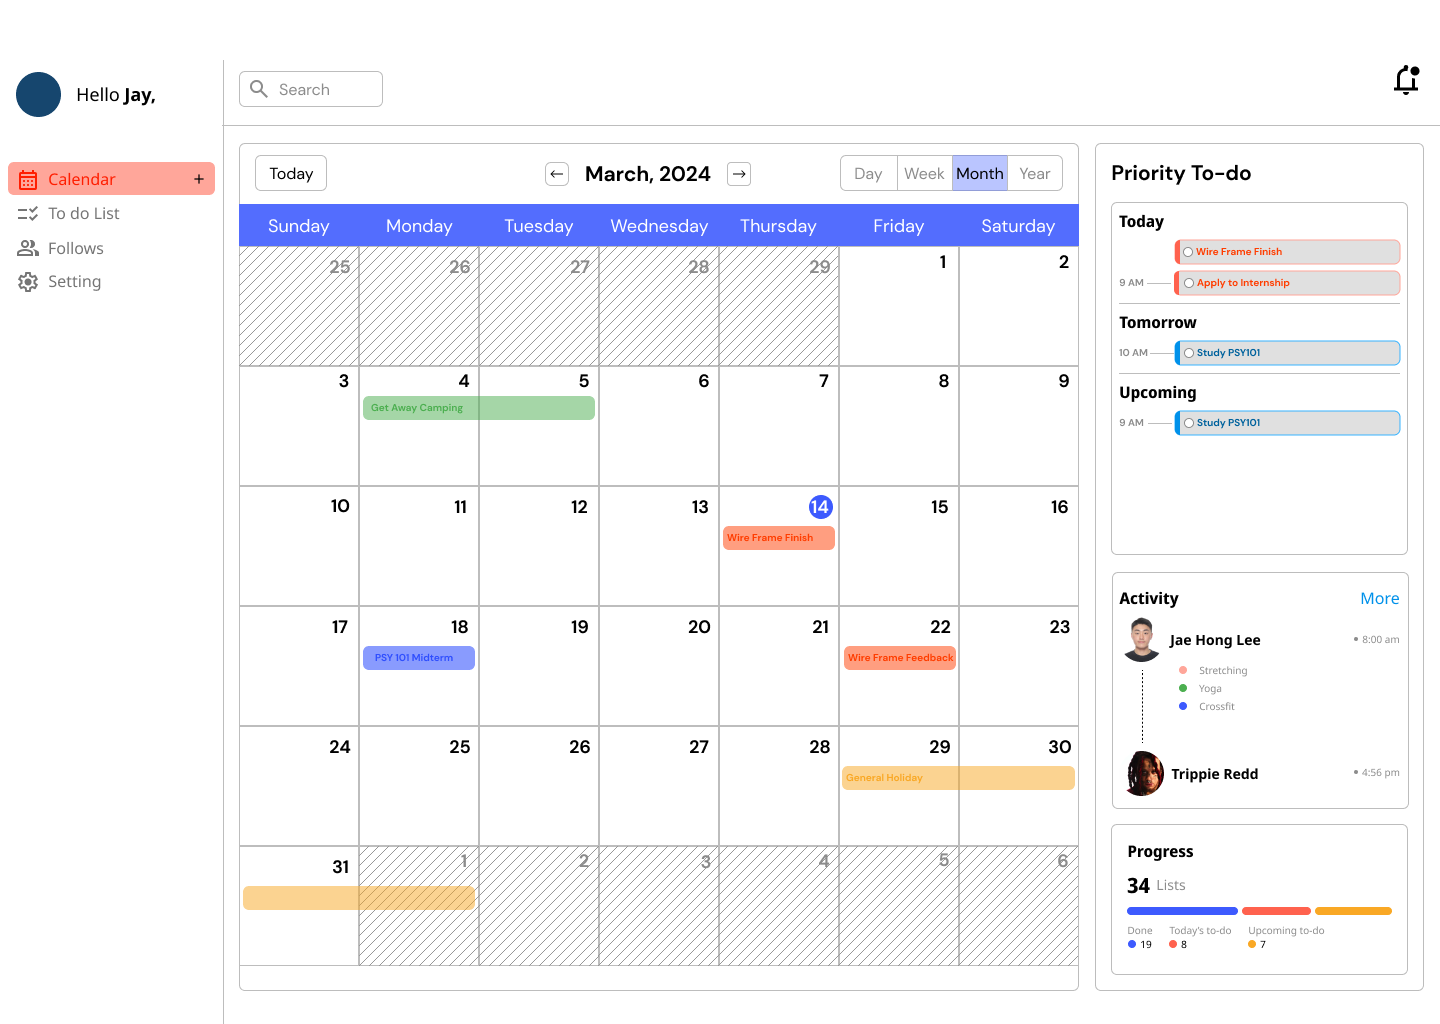 Hello Jay,
Search
Calendar +
To do List
Follows
Setting
Today
March, 2024
Day Week Month Year
Sunday Monday Tuesday Wednesday Thursday Friday Saturday
25 26 27 28 29 1 2
3 4 5 6 7 8 9
Get Away Camping
10 11 12 13 14 15 16
Wire Frame Finish
17 18 19 20 21 22 23
PSY 101 Midterm
Wire Frame Feedback
24 25 26 27 28 29 30
General Holiday
31 1 2 3 4 5 6
Priority To-do
Today
Wire Frame Finish
9 AM Apply to Internship
Tomorrow
10 AM Study PSY101
Upcoming
9 AM Study PSY101
Activity More
Jae Hong Lee 8:00 am
Stretching
Yoga
Crossfit
Trippie Redd 4:56 pm
Progress
34 Lists
Done Today's to-do Upcoming to-do
19 8 7